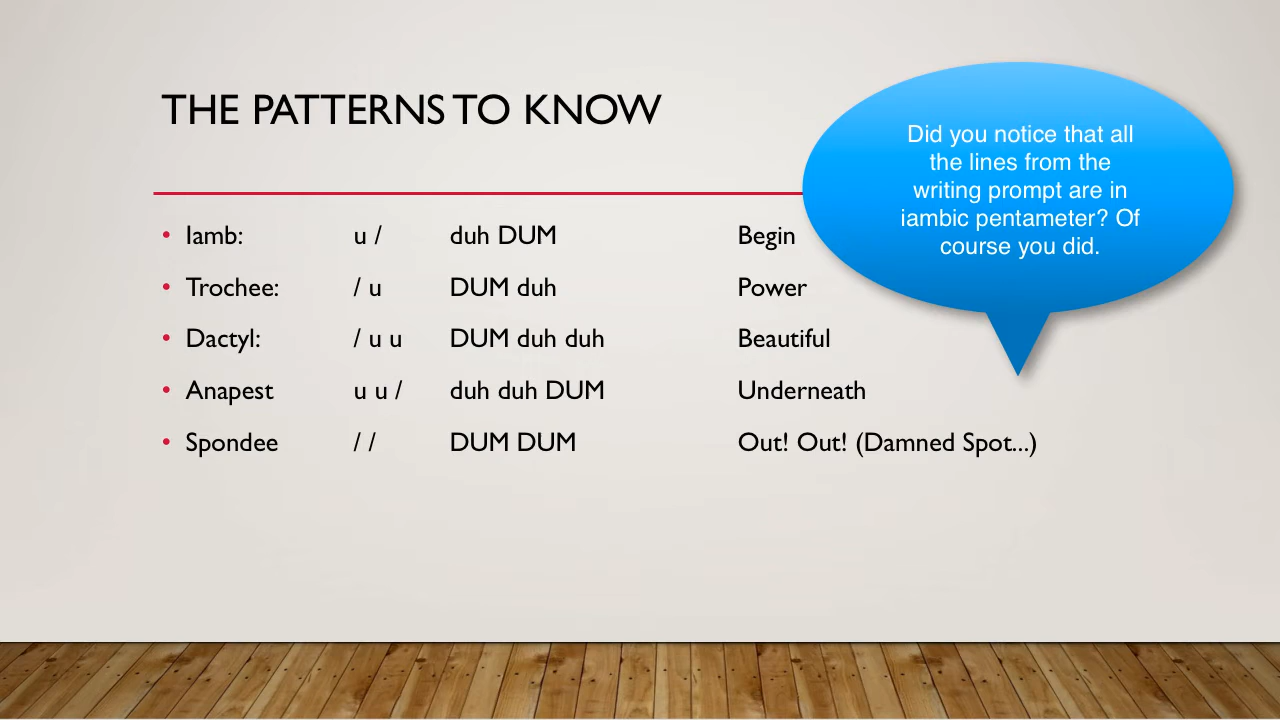 THE PATTERNS TO KNOW
Did you notice that all
the lines from the
writing prompt are in
iambic pentameter? Of
course you did.
• Iamb: u / duh DUM Begin
• Trochee: / u DUM duh Power
• Dactyl: / u u DUM duh duh Beautiful
• Anapest u u / duh duh DUM Underneath
• Spondee / / DUM DUM Out! Out! (Damned Spot...)